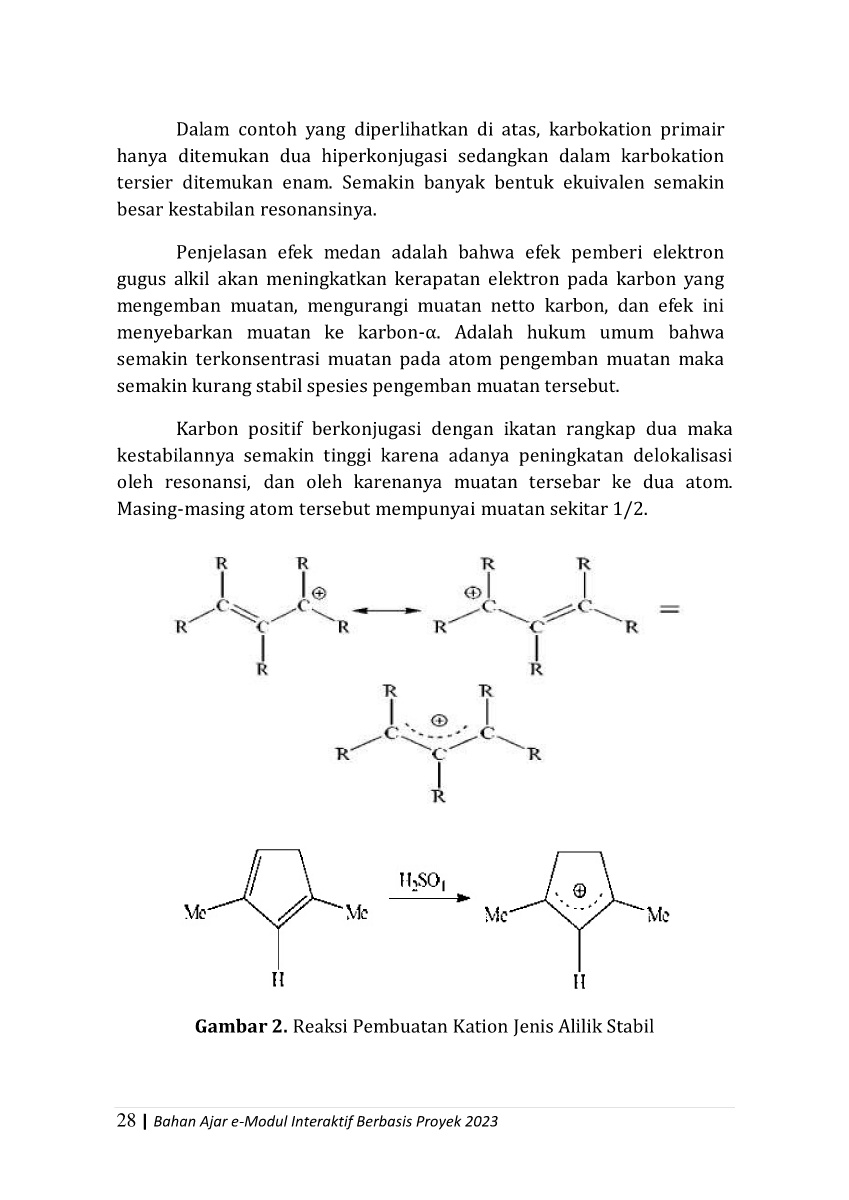 Dalam contoh yang diperlihatkan di atas, karbokation primair
hanya ditemukan dua hiperkonjugasi sedangkan dalam karbokation
tersier ditemukan enam. Semakin banyak bentuk ekuivalen semakin
besar kestabilan resonansinya.
Penjelasan efek medan adalah bahwa efek pemberi elektron
gugus alkil akan meningkatkan kerapatan elektron pada karbon yang
mengemban muatan, mengurangi muatan netto karbon, dan efek ini
menyebarkan muatan ke karbon-α. Adalah hukum umum bahwa
semakin terkonsentrasi muatan pada atom pengemban muatan maka
semakin kurang stabil spesies pengemban muatan tersebut.
Karbon positif berkonjugasi dengan ikatan rangkap dua maka
kestabilannya semakin tinggi karena adanya peningkatan delokalisasi
oleh resonansi, dan oleh karenanya muatan tersebar ke dua atom.
Masing-masing atom tersebut mempunyai muatan sekitar 1/2.
R R R R
⊕ ⊕
C C C C =
R C R R C R
R R
R R
⊕
C C
R C R
R
H₂SO₄
⊕
Me Me Me Me
H H
Gambar 2. Reaksi Pembuatan Kation Jenis Alilik Stabil
28 | Bahan Ajar e-Modul Interaktif Berbasis Proyek 2023